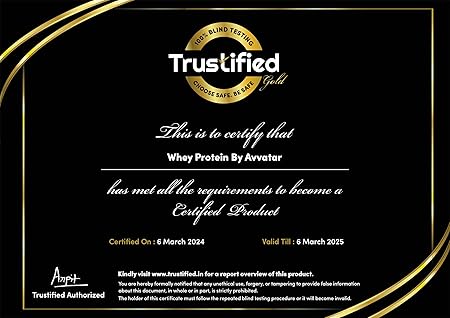 100% BLIND TESTING
Trustified
CHOOSE SAFE. BE SAFE
Gold
This is to certify that
Whey Protein By Avvatar
has met all the requirements to become a
Certified Product
Certified On : 6 March 2024 Valid Till : 6 March 2025
Kindly visit www.trustified.in for a report overview of this product.
You are hereby formally notified that any unethical use, forgery, or tampering to provide false information
about this document, in whole or in part, is strictly prohibited.
The holder of this certificate must follow the repeated blind testing procedure or it will become invalid.
Arpit
Trustified Authorized